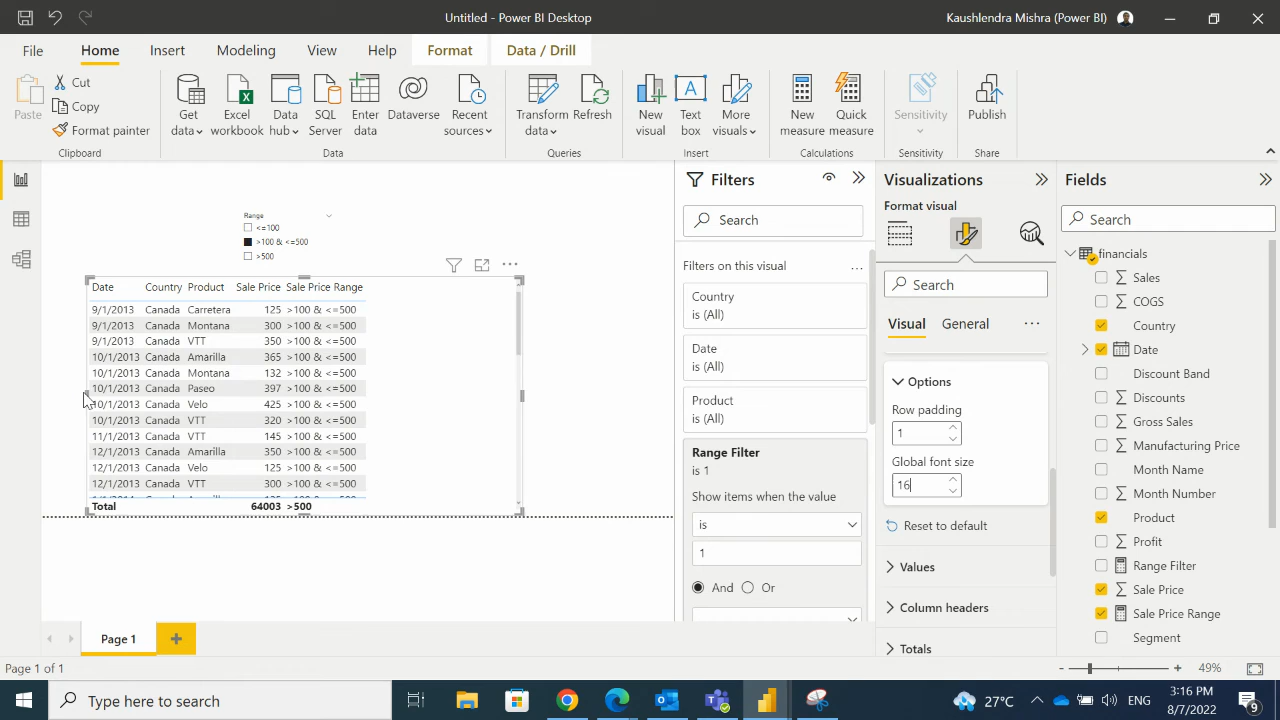 Untitled - Power BI Desktop
Kaushlendra Mishra (Power BI)
File Home Insert Modeling View Help Format Data / Drill
Paste
Cut
Copy
Format painter
Clipboard
Get data
Excel workbook
Data hub
SQL Server
Enter data
Dataverse
Recent sources
Data
Transform data
Refresh
Queries
New visual
Text box
More visuals
Insert
New measure
Quick measure
Calculations
Sensitivity
Sensitivity
Publish
Share
Range
<=100
>100 & <=500
>500
Date Country Product Sale Price Sale Price Range
9/1/2013 Canada Carretera 125 >100 & <=500
9/1/2013 Canada Montana 300 >100 & <=500
9/1/2013 Canada VTT 350 >100 & <=500
10/1/2013 Canada Amarilla 365 >100 & <=500
10/1/2013 Canada Montana 132 >100 & <=500
10/1/2013 Canada Paseo 397 >100 & <=500
10/1/2013 Canada Velo 425 >100 & <=500
10/1/2013 Canada VTT 320 >100 & <=500
11/1/2013 Canada VTT 145 >100 & <=500
12/1/2013 Canada Amarilla 350 >100 & <=500
12/1/2013 Canada Velo 125 >100 & <=500
12/1/2013 Canada VTT 300 >100 & <=500
Total 64003 >500
Filters
Search
Filters on this visual
Country
is (All)
Date
is (All)
Product
is (All)
Range Filter
is 1
Show items when the value
is
1
And Or
Visualizations
Format visual
Search
Visual General
Options
Row padding
1
Global font size
16
Reset to default
Values
Column headers
Totals
Fields
Search
financials
Sales
COGS
Country
Date
Discount Band
Discounts
Gross Sales
Manufacturing Price
Month Name
Month Number
Product
Profit
Range Filter
Sale Price
Sale Price Range
Segment
Page 1
Page 1 of 1
49%
Type here to search
27°C
ENG
3:16 PM
8/7/2022
9